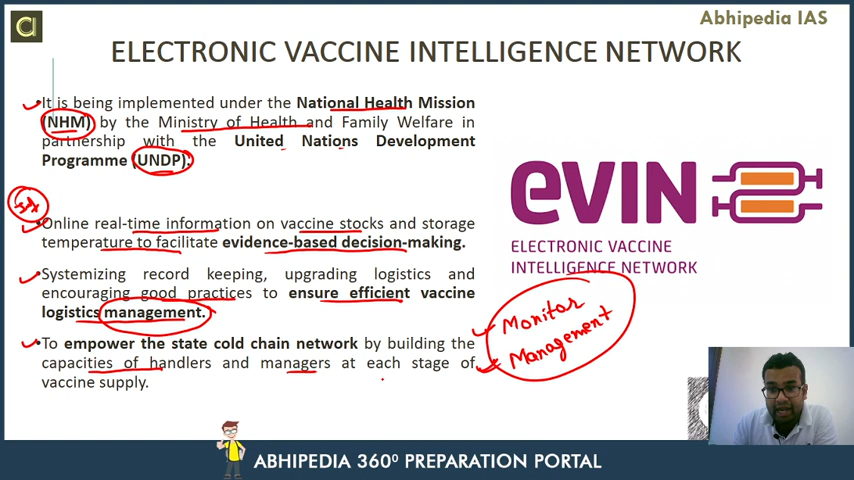 Abhipedia IAS
a
ELECTRONIC VACCINE INTELLIGENCE NETWORK
•It is being implemented under the National Health Mission
(NHM) by the Ministry of Health and Family Welfare in
partnership with the United Nations Development
Programme (UNDP).
•Online real-time information on vaccine stocks and storage
temperature to facilitate evidence-based decision-making.
•Systemizing record keeping, upgrading logistics and
encouraging good practices to ensure efficient vaccine
logistics management.
•To empower the state cold chain network by building the
capacities of handlers and managers at each stage of
vaccine supply.
eVIN
ELECTRONIC VACCINE
INTELLIGENCE NETWORK
Monitor
Management
ABHIPEDIA 360⁰ PREPARATION PORTAL